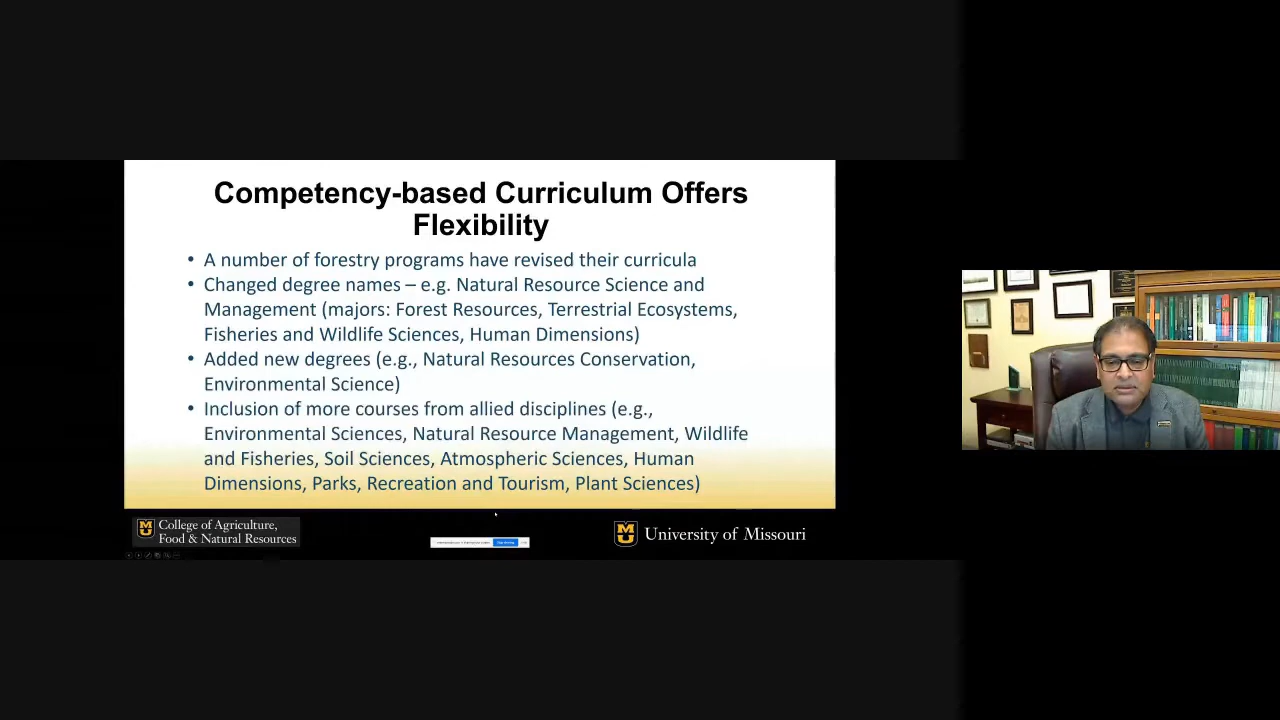 Competency-based Curriculum Offers
Flexibility
• A number of forestry programs have revised their curricula
• Changed degree names – e.g. Natural Resource Science and
Management (majors: Forest Resources, Terrestrial Ecosystems,
Fisheries and Wildlife Sciences, Human Dimensions)
• Added new degrees (e.g., Natural Resources Conservation,
Environmental Science)
• Inclusion of more courses from allied disciplines (e.g.,
Environmental Sciences, Natural Resource Management, Wildlife
and Fisheries, Soil Sciences, Atmospheric Sciences, Human
Dimensions, Parks, Recreation and Tourism, Plant Sciences)
College of Agriculture,
Food & Natural Resources
University of Missouri